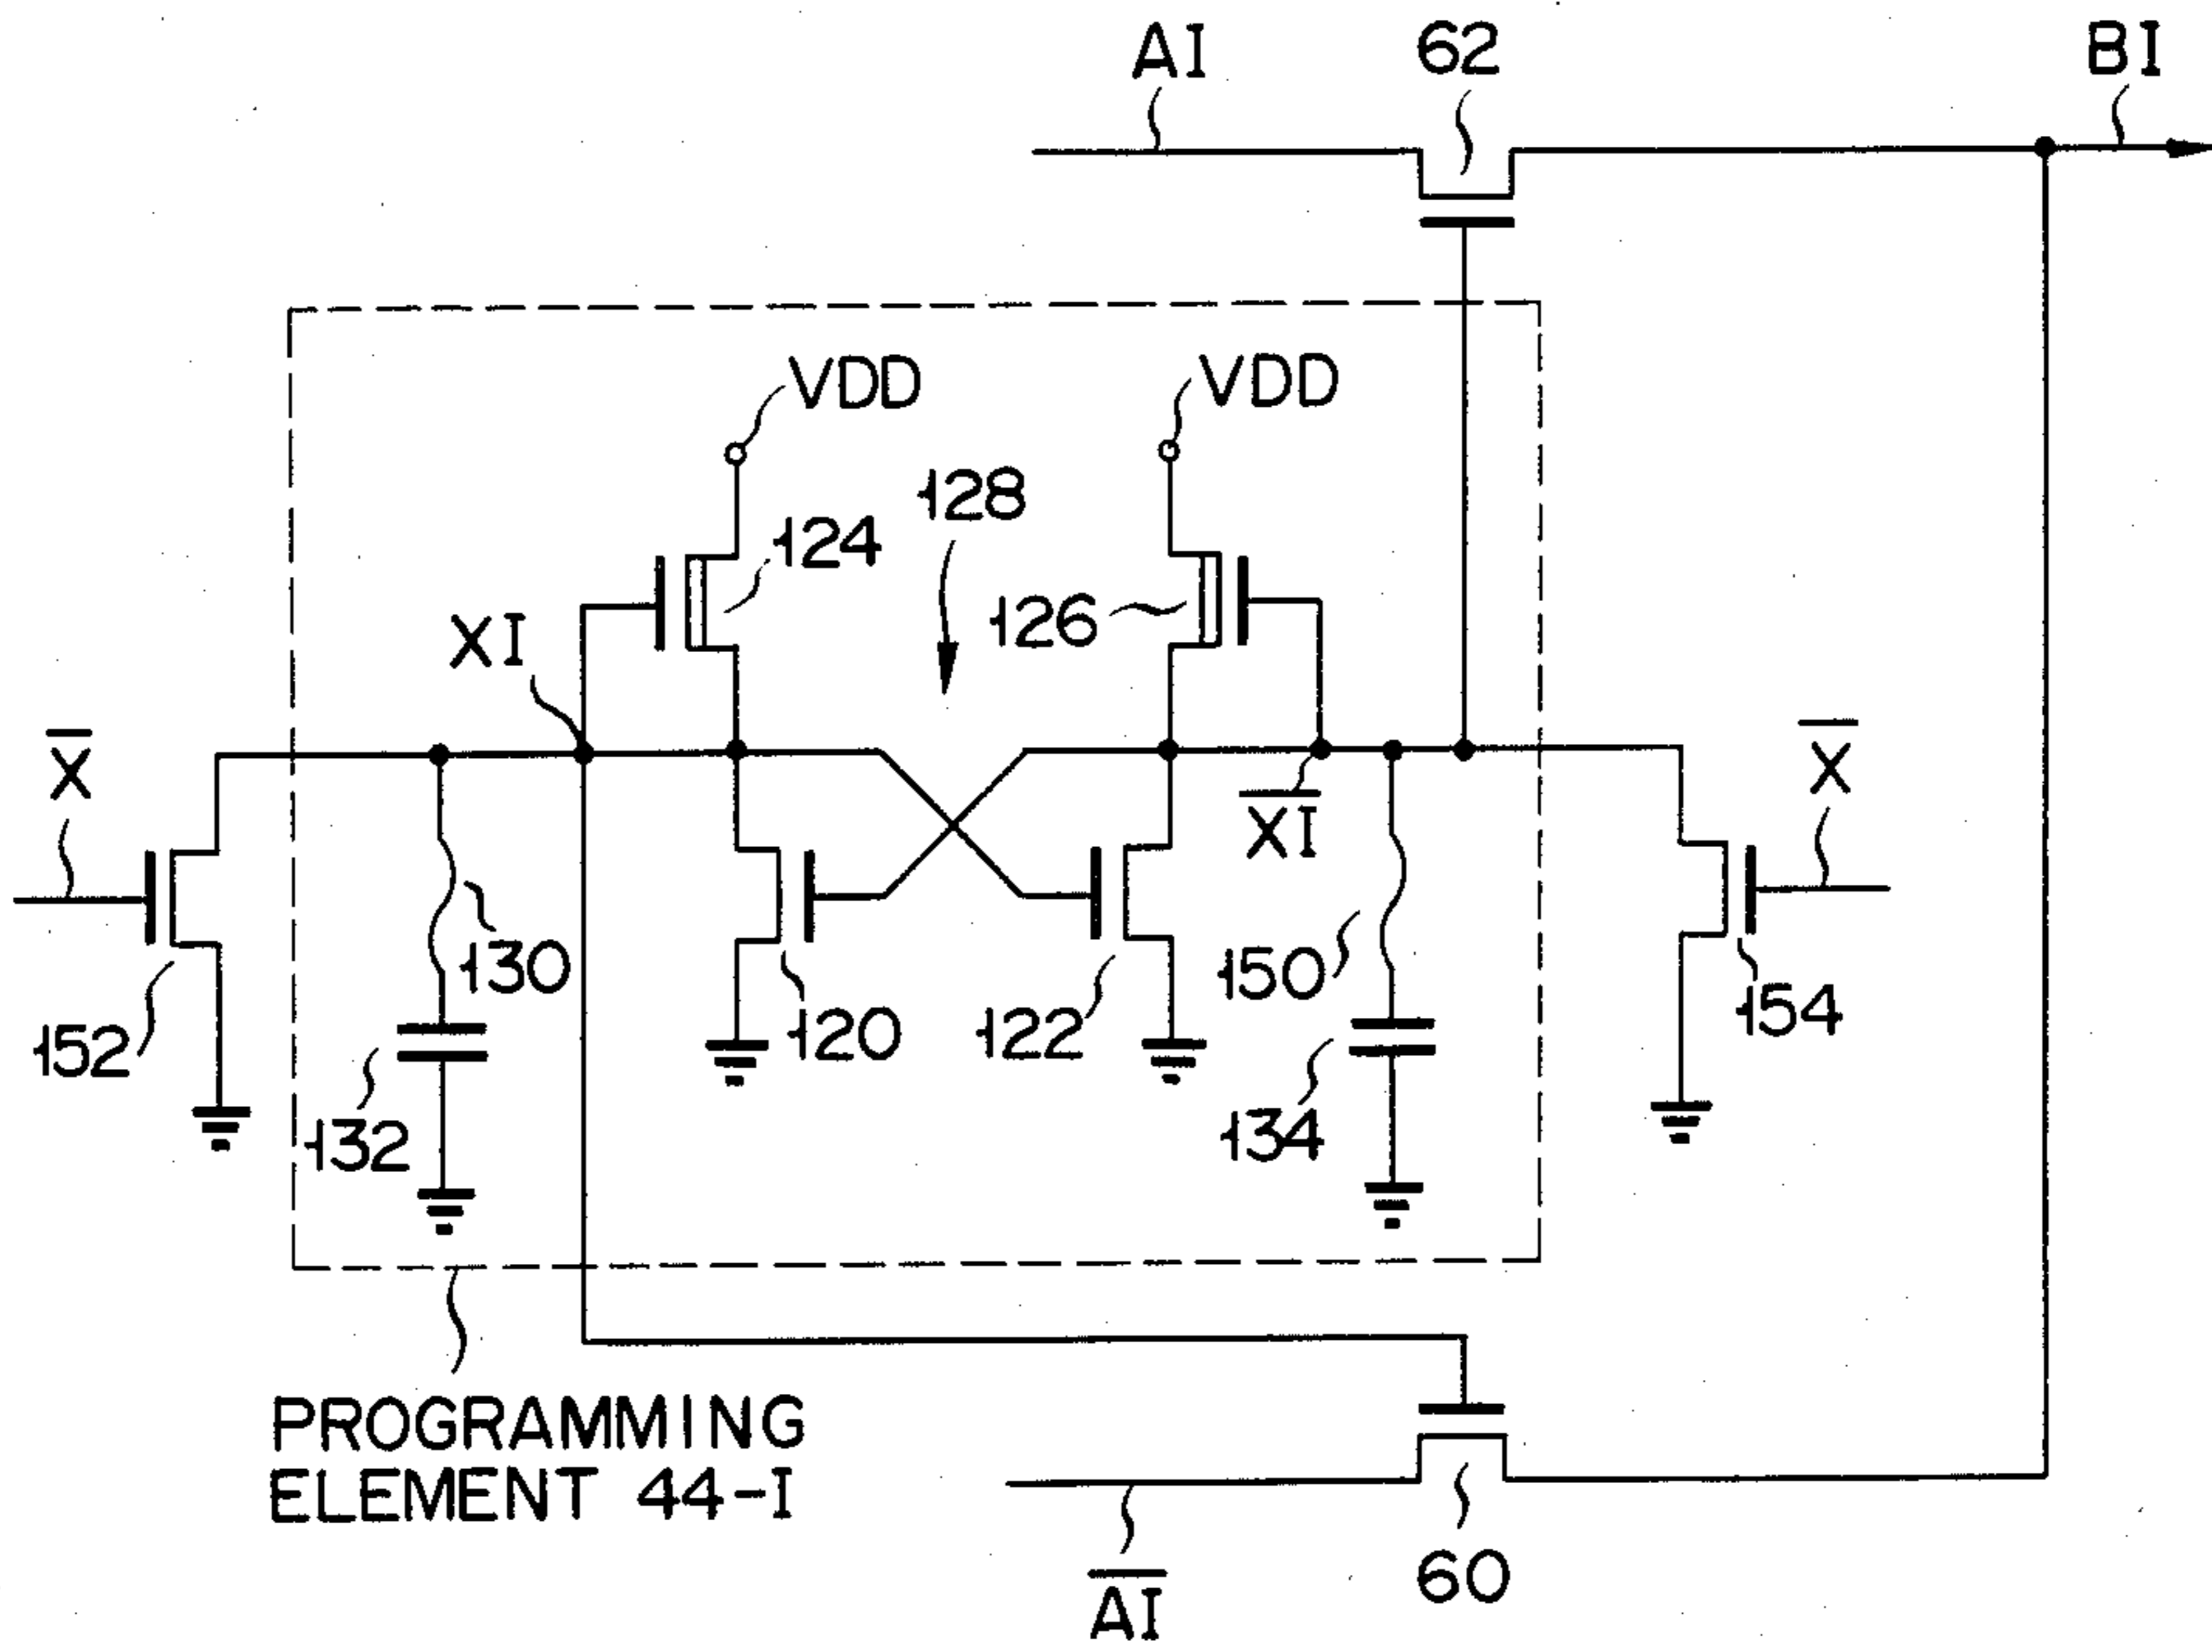 AI
62
BI
VDD
VDD
128
124
126
XI
X̅
X̅
X̅I̅
130
150
152
120
122
154
132
134
PROGRAMMING
ELEMENT 44-I
60
A̅I̅